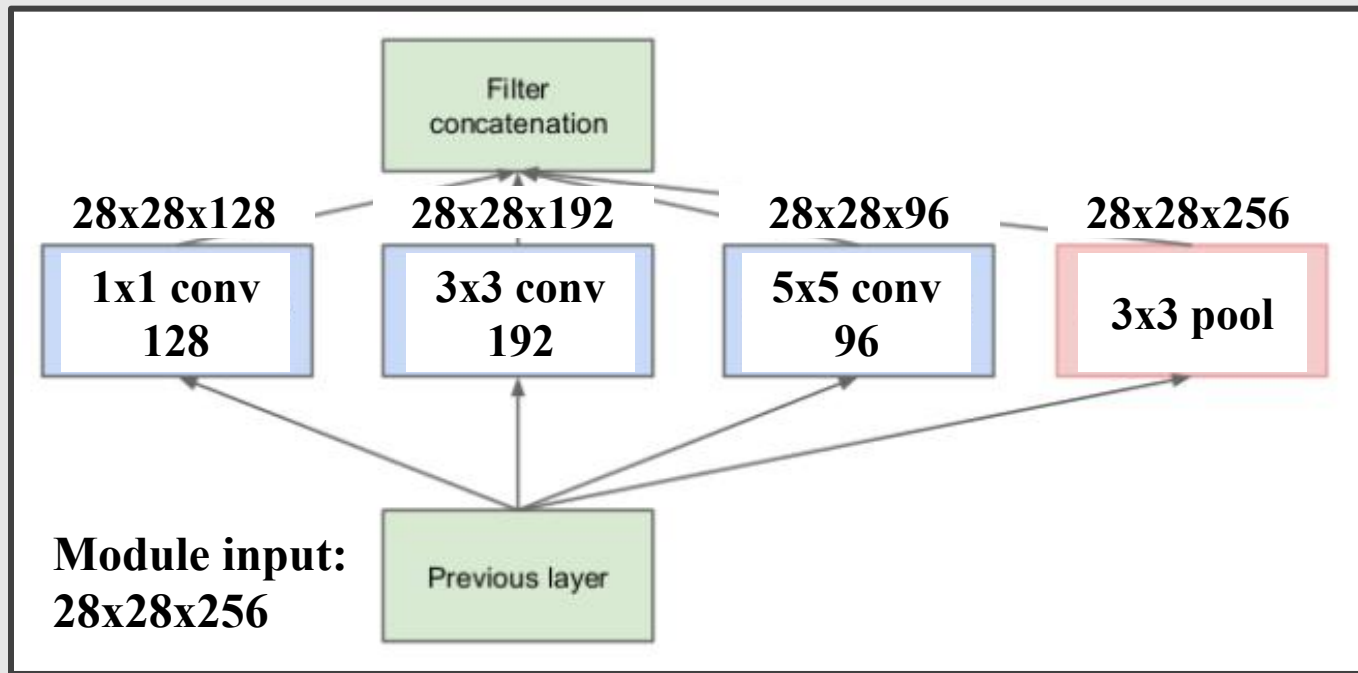 Filter
concatenation
28x28x128
28x28x192
28x28x96
28x28x256
1x1 conv
128
3x3 conv
192
5x5 conv
96
3x3 pool
Module input:
28x28x256
Previous layer